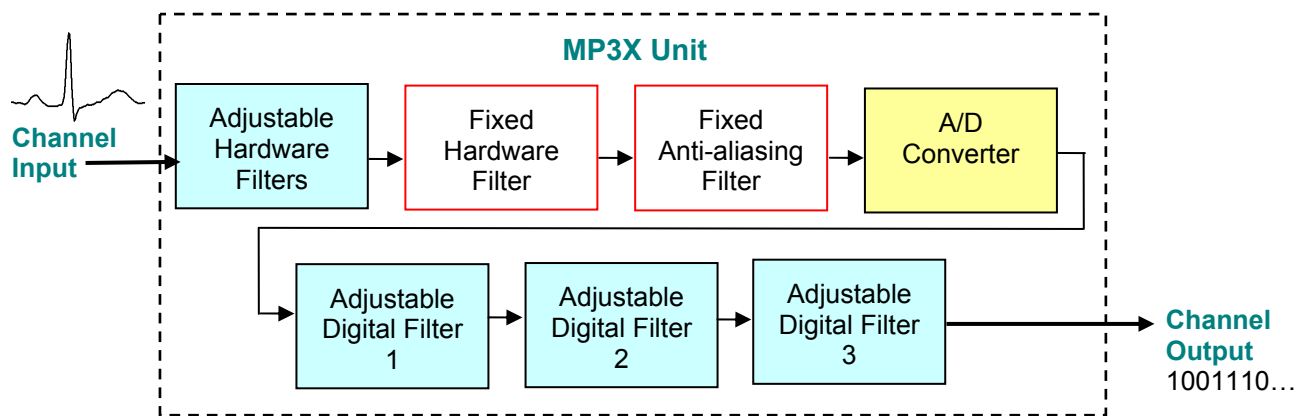 MP3X Unit
Channel
Input
Adjustable
Hardware
Filters
Fixed
Hardware
Filter
Fixed
Anti-aliasing
Filter
A/D
Converter
Adjustable
Digital Filter
1
Adjustable
Digital Filter
2
Adjustable
Digital Filter
3
Channel
Output
1001110…